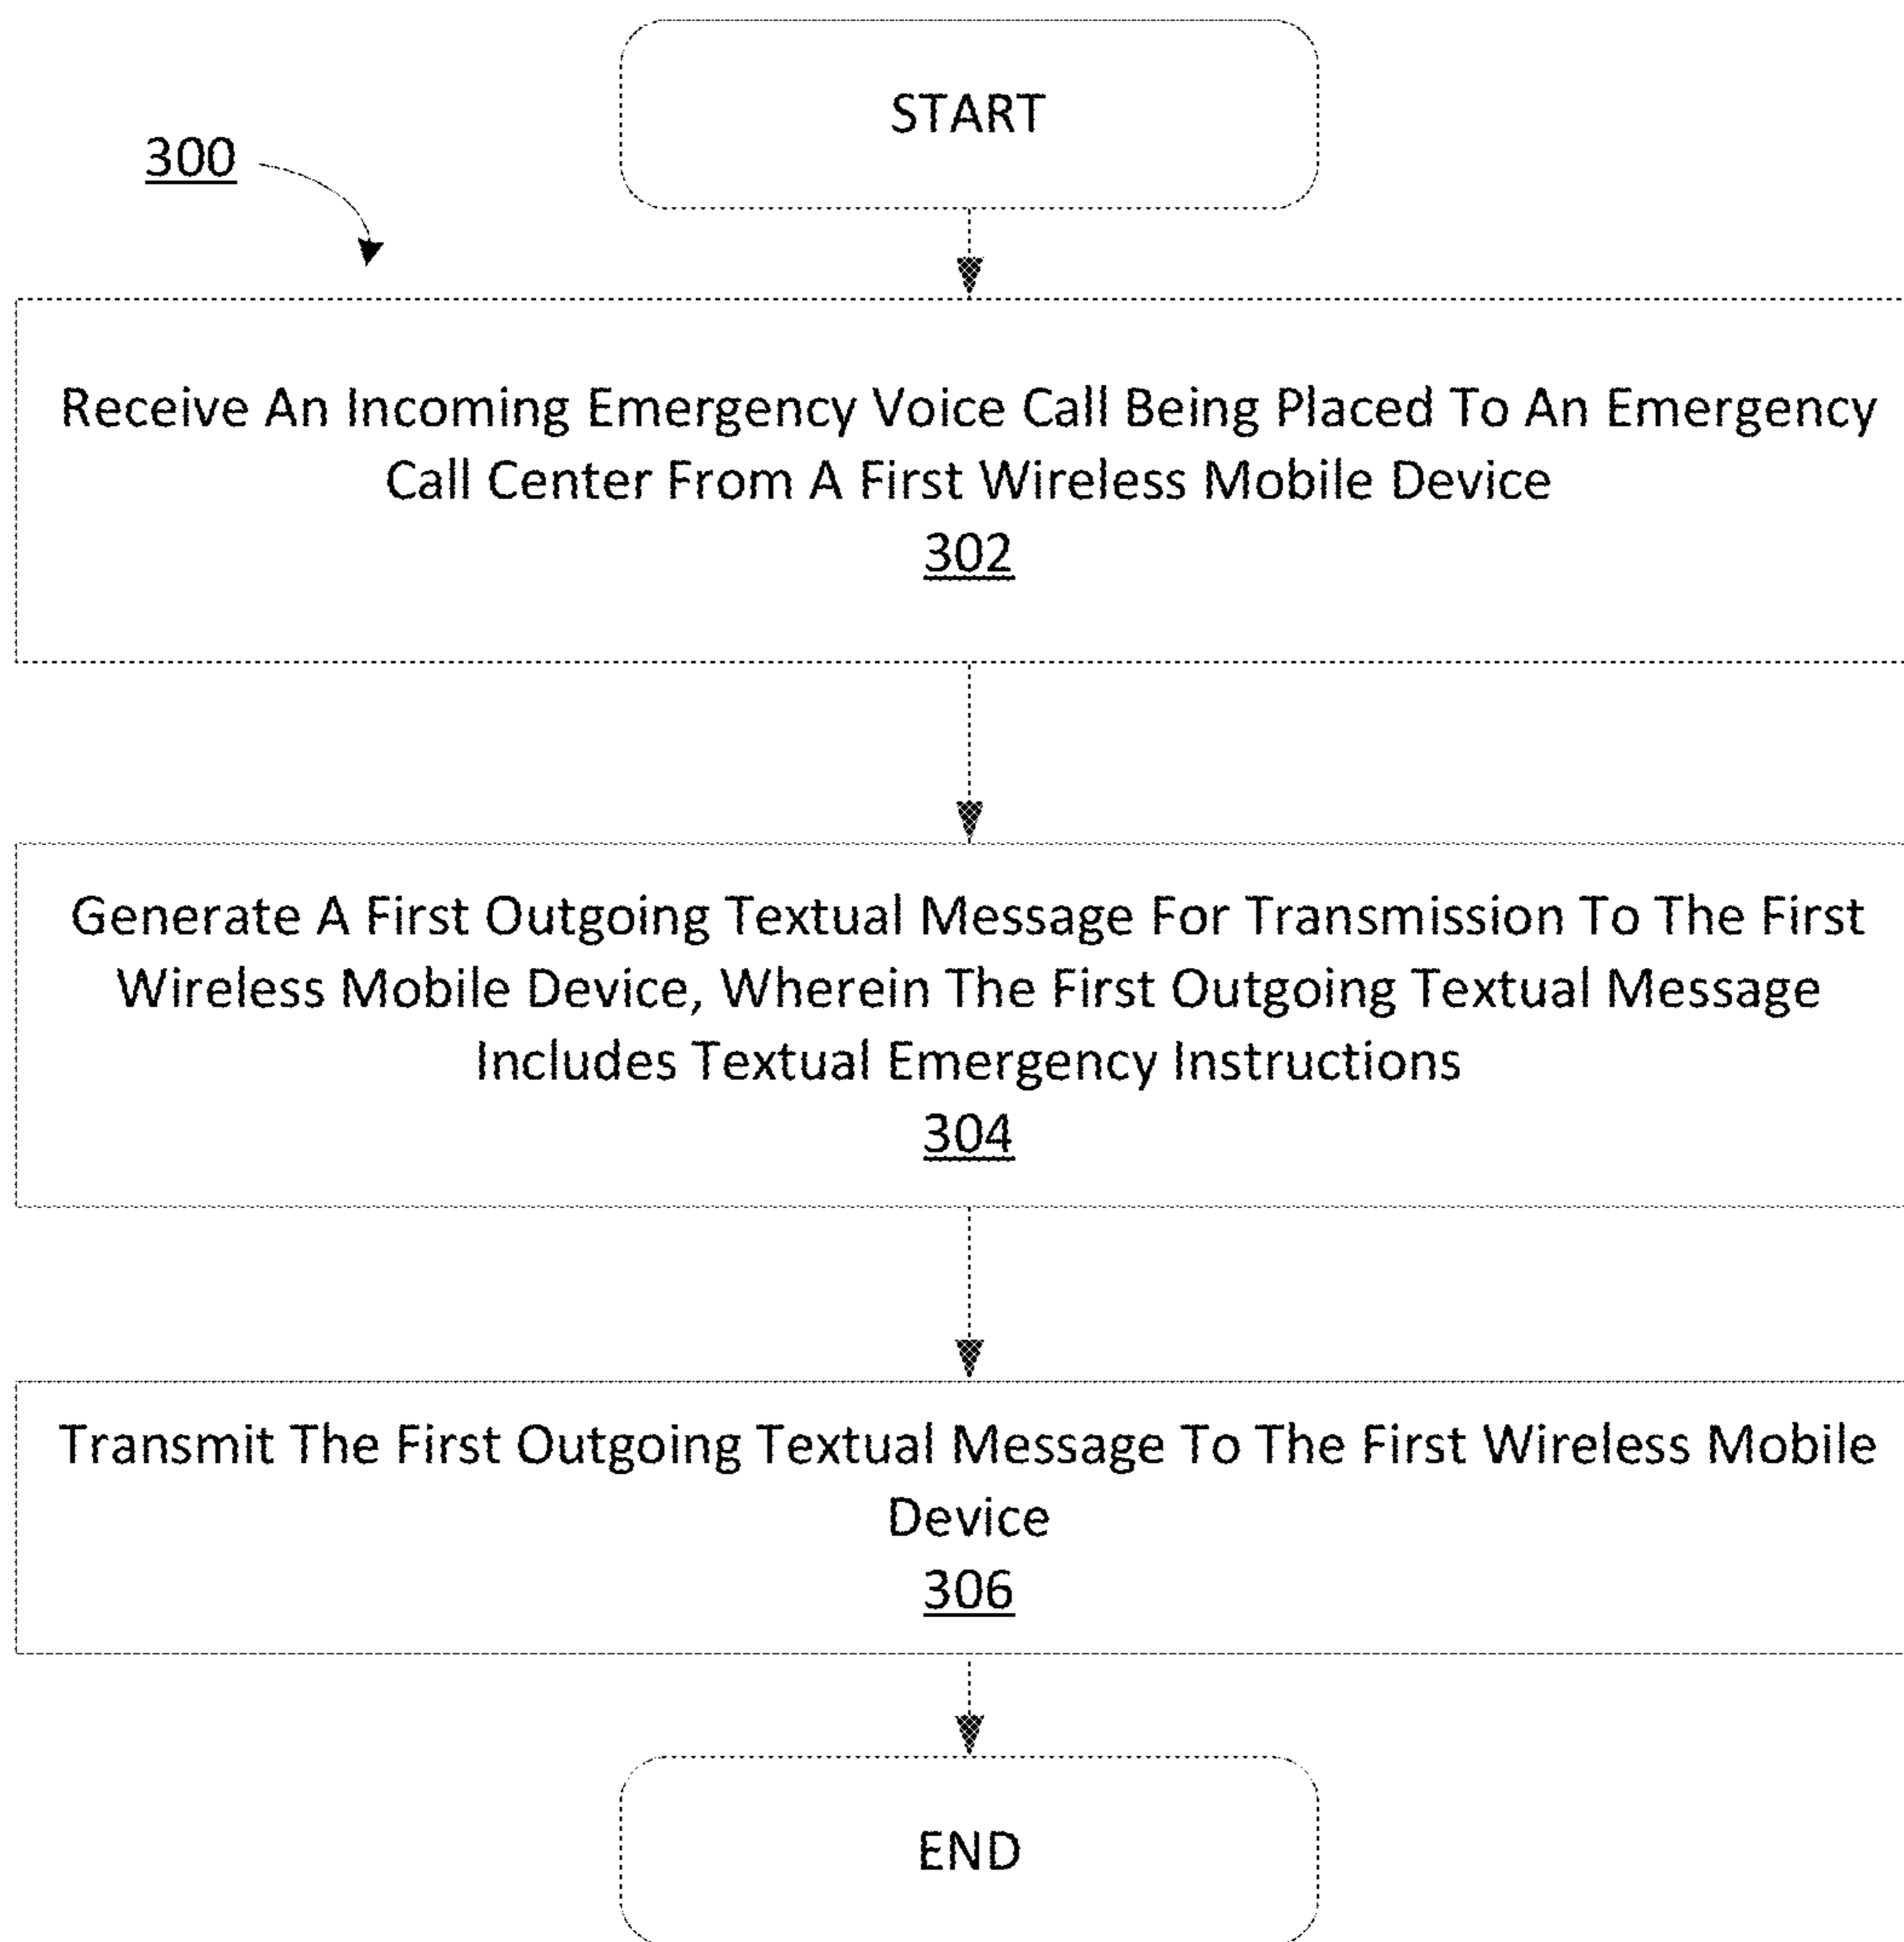 START
300
Receive An Incoming Emergency Voice Call Being Placed To An Emergency
Call Center From A First Wireless Mobile Device
302
Generate A First Outgoing Textual Message For Transmission To The First
Wireless Mobile Device, Wherein The First Outgoing Textual Message
Includes Textual Emergency Instructions
304
Transmit The First Outgoing Textual Message To The First Wireless Mobile
Device
306
END